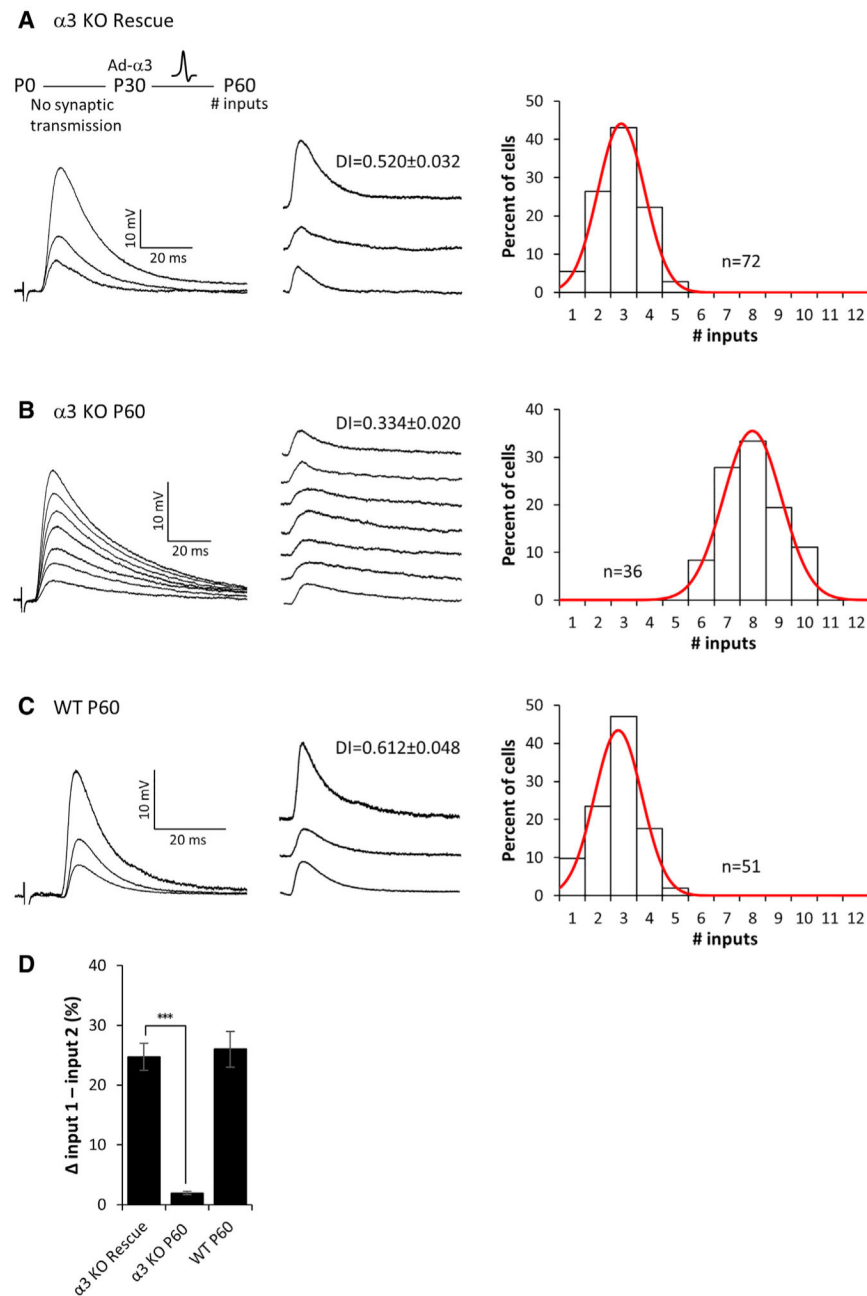 A α3 KO Rescue
Ad-α3
P0 P30 P60
No synaptic transmission
# inputs
10 mV
20 ms
DI=0.520±0.032
Percent of cells
50
40
30
20
10
0
n=72
1 2 3 4 5 6 7 8 9 10 11 12
# inputs
B α3 KO P60
10 mV
20 ms
DI=0.334±0.020
Percent of cells
40
30
20
10
0
n=36
1 2 3 4 5 6 7 8 9 10 11 12
# inputs
C WT P60
10 mV
20 ms
DI=0.612±0.048
Percent of cells
50
40
30
20
10
0
n=51
1 2 3 4 5 6 7 8 9 10 11 12
# inputs
D
Δ input 1 – input 2 (%)
40
30
20
10
0
***
α3 KO Rescue
α3 KO P60
WT P60